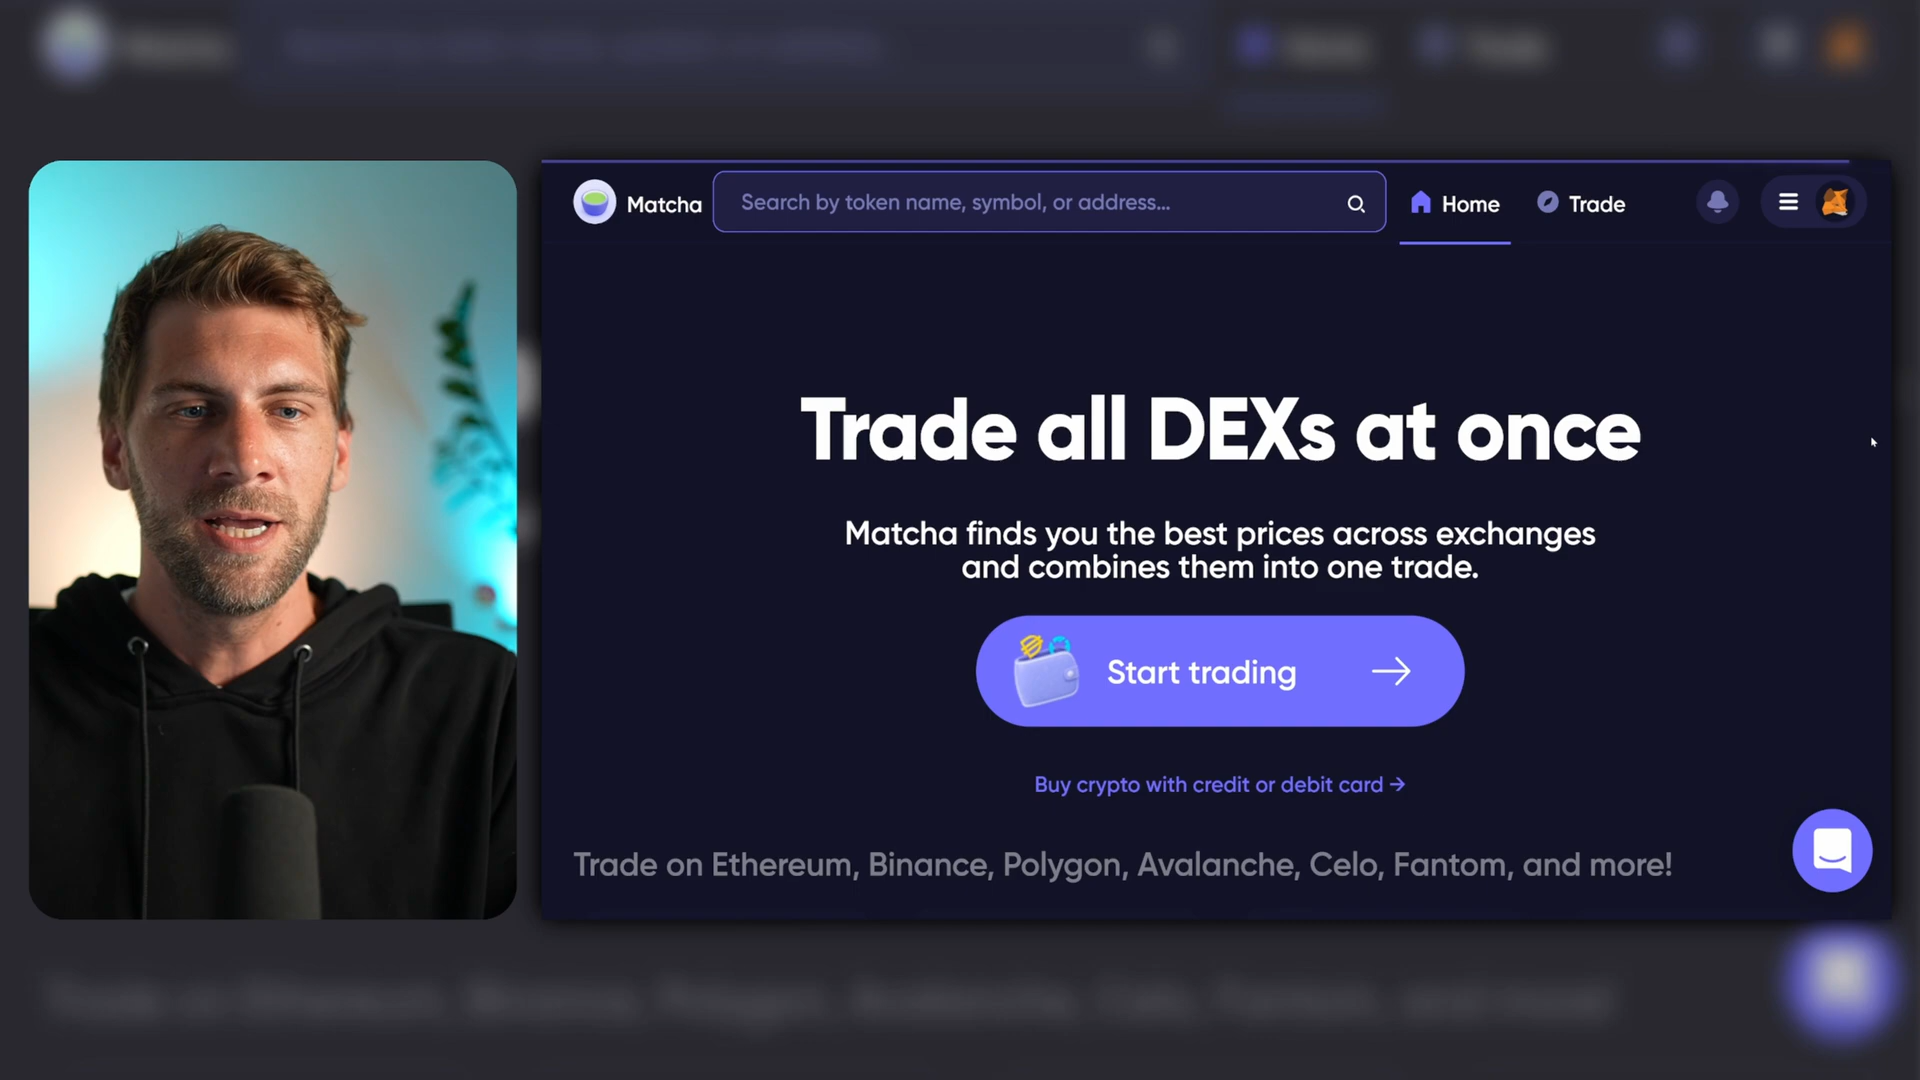 Matcha
Search by token name, symbol, or address...
Home
Trade
Trade all DEXs at once
Matcha finds you the best prices across exchanges
and combines them into one trade.
Start trading →
Buy crypto with credit or debit card →
Trade on Ethereum, Binance, Polygon, Avalanche, Celo, Fantom, and more!